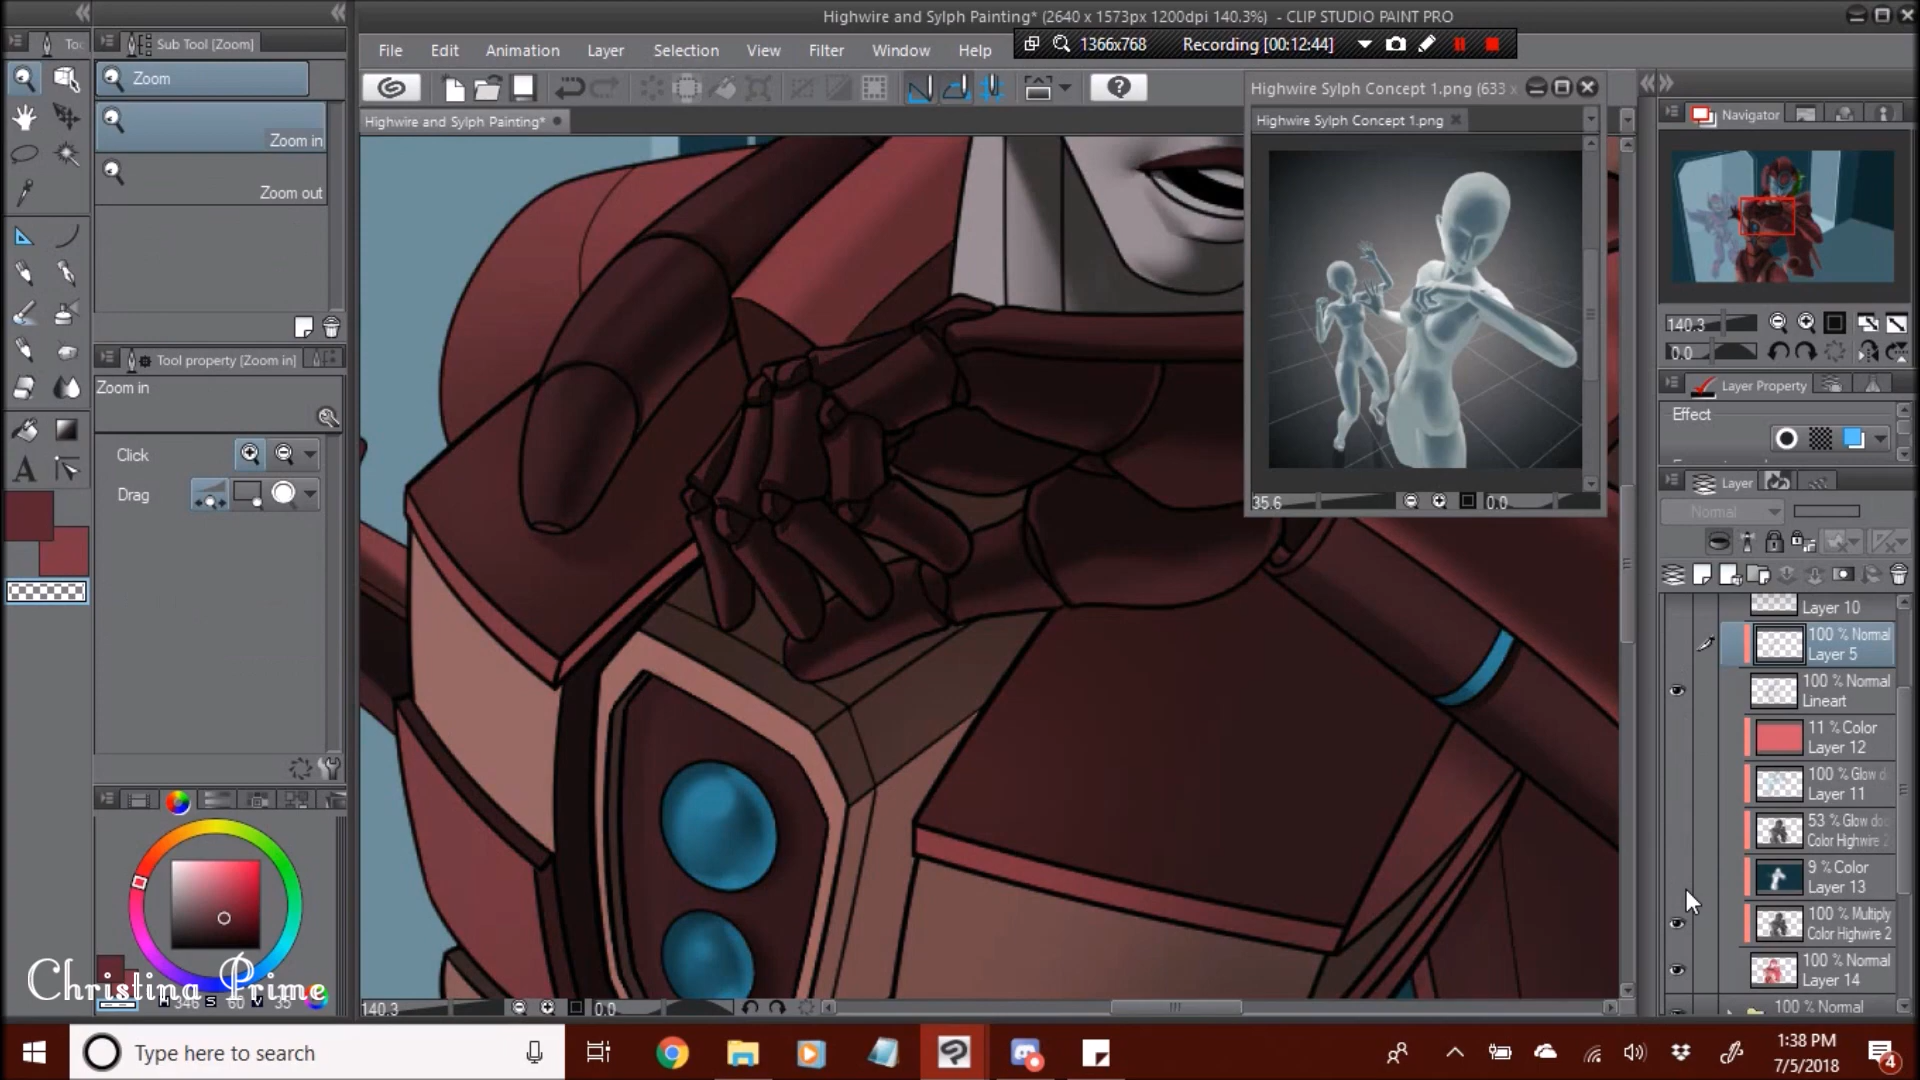 Highwire and Sylph Painting* (2640 x 1573px 1200dpi 140.3%) - CLIP STUDIO PAINT PRO
File Edit Animation Layer Selection View Filter Window Help
1366x768 Recording [00:12:44]
Sub Tool [Zoom]
Zoom
Zoom in
Zoom out
Tool property [Zoom in]
Zoom in
Click
Drag
Highwire and Sylph Painting*
Highwire Sylph Concept 1.png (633 x
Highwire Sylph Concept 1.png
35.6 0.0
Navigator
140.3
0.0
Layer Property
Effect
Layer
Normal
Layer 10
100 % Normal
Layer 5
100 % Normal
Lineart
11 % Color
Layer 12
100 % Glow d
Layer 11
53 % Glow do
Color Highwire 2
9 % Color
Layer 13
100 % Multiply
Color Highwire 2
100 % Normal
Layer 14
100 % Normal
Christina Prime
H 346 S 60 V 35
140.3 0.0
Type here to search
1:38 PM
7/5/2018
4